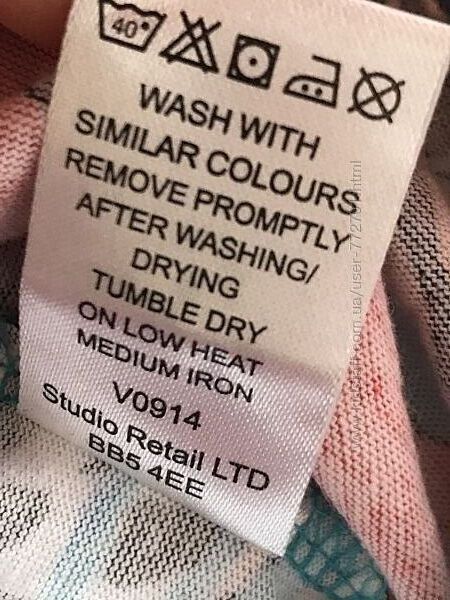 40°
WASH WITH
SIMILAR COLOURS
REMOVE PROMPTLY
AFTER WASHING/
DRYING
TUMBLE DRY
ON LOW HEAT
MEDIUM IRON
V0914
Studio Retail LTD
BB5 4EE